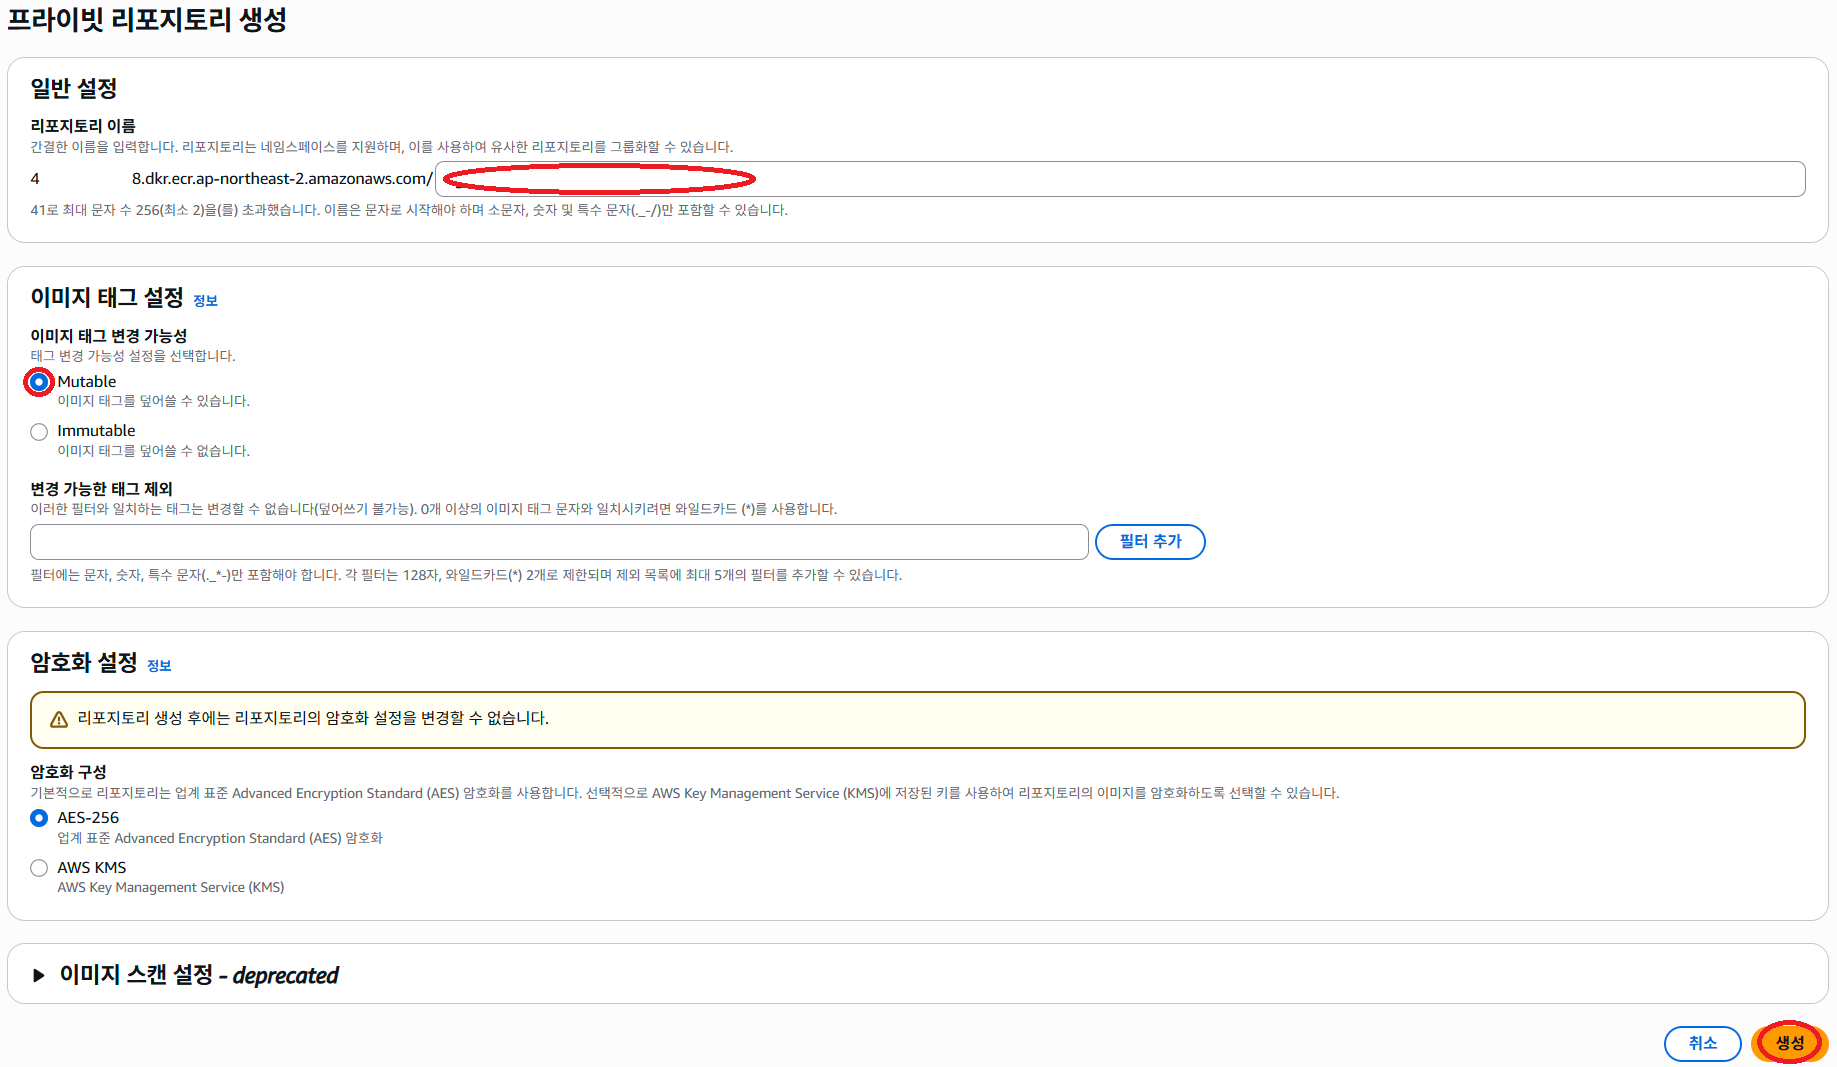 프라이빗 리포지토리 생성
일반 설정
리포지토리 이름
간결한 이름을 입력합니다. 리포지토리는 네임스페이스를 지원하며, 이를 사용하여 유사한 리포지토리를 그룹화할 수 있습니다.
4 8.dkr.ecr.ap-northeast-2.amazonaws.com/
41로 최대 문자 수 256(최소 2)을(를) 초과했습니다. 이름은 문자로 시작해야 하며 소문자, 숫자 및 특수 문자(._-/)만 포함할 수 있습니다.
이미지 태그 설정 정보
이미지 태그 변경 가능성
태그 변경 가능성 설정을 선택합니다.
Mutable
이미지 태그를 덮어쓸 수 있습니다.
Immutable
이미지 태그를 덮어쓸 수 없습니다.
변경 가능한 태그 제외
이러한 필터와 일치하는 태그는 변경할 수 없습니다(덮어쓰기 불가능). 0개 이상의 이미지 태그 문자와 일치시키려면 와일드카드 (*)를 사용합니다.
필터 추가
필터에는 문자, 숫자, 특수 문자(._*-)만 포함해야 합니다. 각 필터는 128자, 와일드카드(*) 2개로 제한되며 제외 목록에 최대 5개의 필터를 추가할 수 있습니다.
암호화 설정 정보
리포지토리 생성 후에는 리포지토리의 암호화 설정을 변경할 수 없습니다.
암호화 구성
기본적으로 리포지토리는 업계 표준 Advanced Encryption Standard (AES) 암호화를 사용합니다. 선택적으로 AWS Key Management Service (KMS)에 저장된 키를 사용하여 리포지토리의 이미지를 암호화하도록 선택할 수 있습니다.
AES-256
업계 표준 Advanced Encryption Standard (AES) 암호화
AWS KMS
AWS Key Management Service (KMS)
이미지 스캔 설정 - deprecated
취소 생성